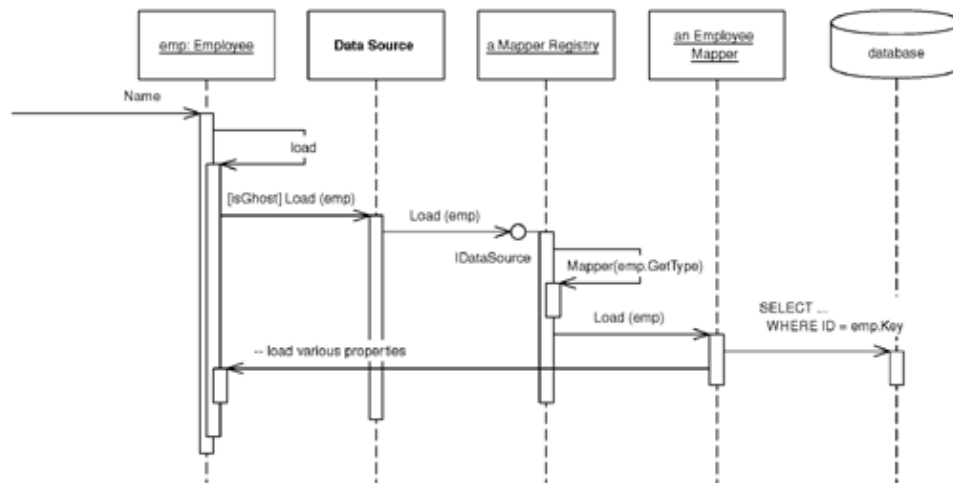 emp: Employee
Data Source
a Mapper Registry
an Employee
Mapper
database
Name
load
[isGhost] Load (emp)
Load (emp)
IDataSource
Mapper(emp.GetType)
Load (emp)
SELECT ...
WHERE ID = emp.Key
-- load various properties